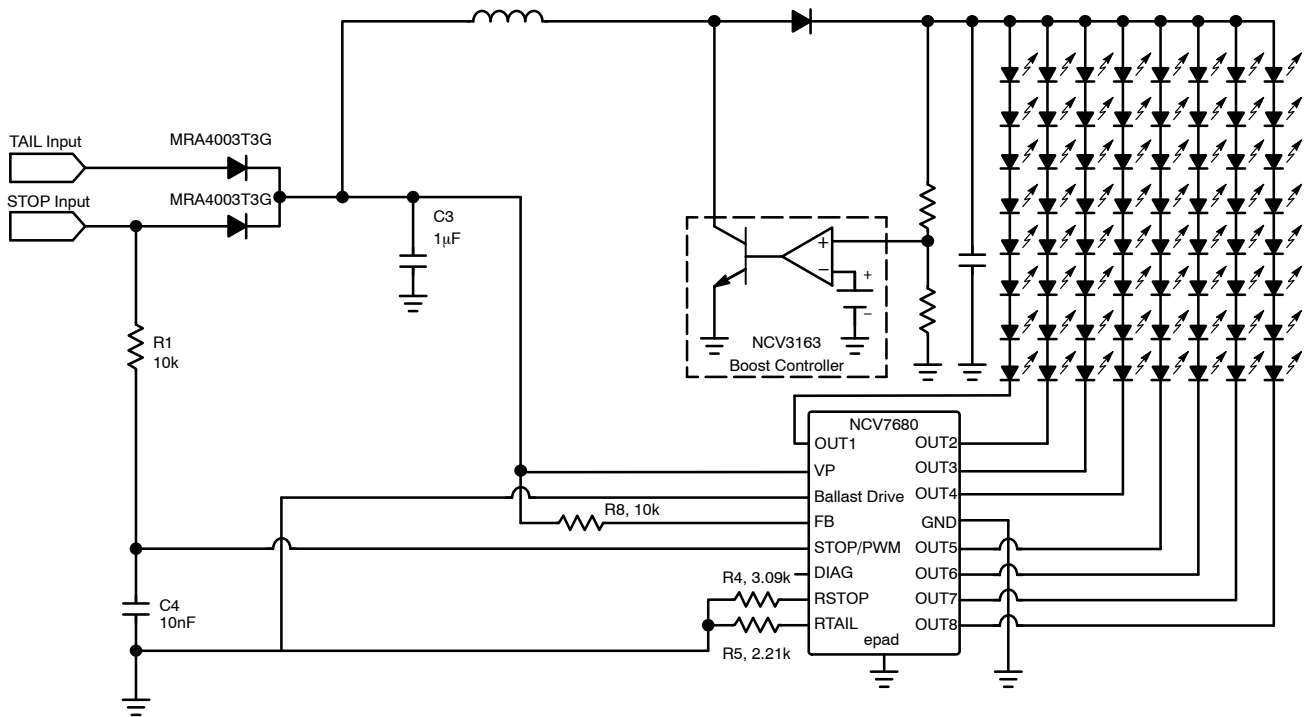 TAIL Input
MRA4003T3G
STOP Input
MRA4003T3G
C3
1µF
R1
10k
+
−
+
−
NCV3163
Boost Controller
NCV7680
OUT1
OUT2
VP
OUT3
Ballast Drive
OUT4
R8, 10k
FB
GND
STOP/PWM
OUT5
R4, 3.09k
DIAG
OUT6
C4
10nF
RSTOP
OUT7
RTAIL
OUT8
epad
R5, 2.21k